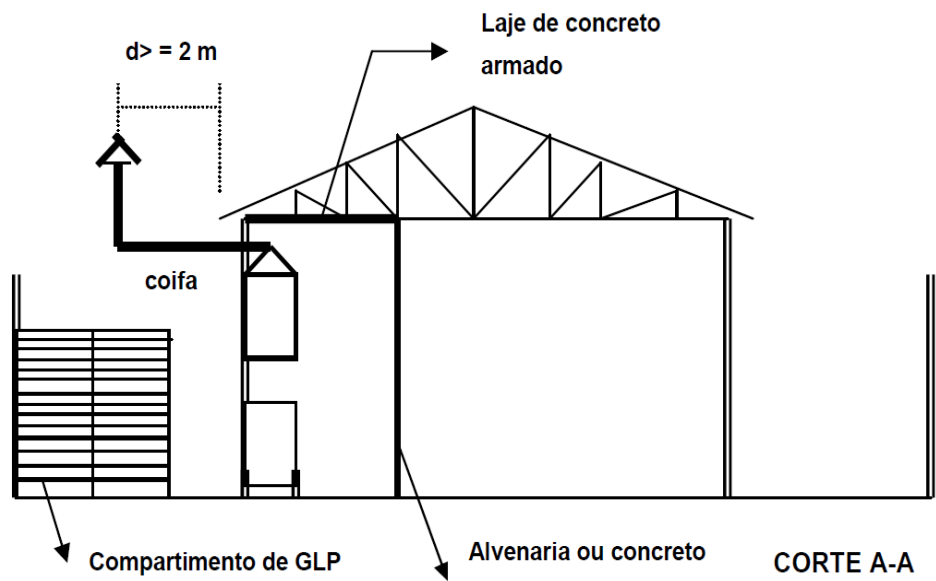 Laje de concreto
armado
d> = 2 m
coifa
Compartimento de GLP
Alvenaria ou concreto
CORTE A-A